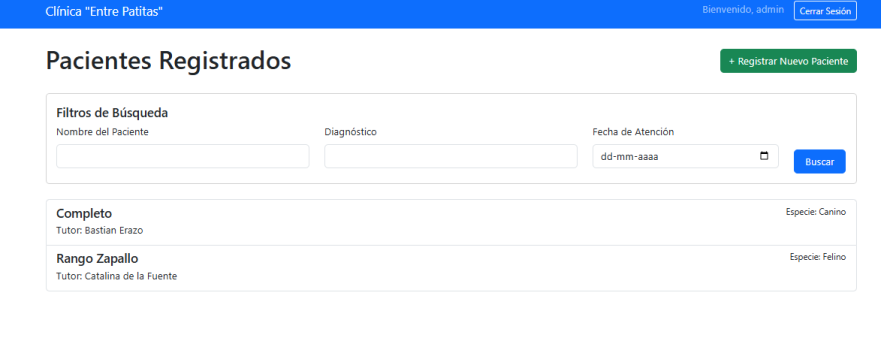 Clínica "Entre Patitas"
Bienvenido, admin
Cerrar Sesión
Pacientes Registrados
+ Registrar Nuevo Paciente
Filtros de Búsqueda
Nombre del Paciente
Diagnóstico
Fecha de Atención
dd-mm-aaaa
Buscar
Completo
Especie: Canino
Tutor: Bastian Erazo
Rango Zapallo
Especie: Felino
Tutor: Catalina de la Fuente